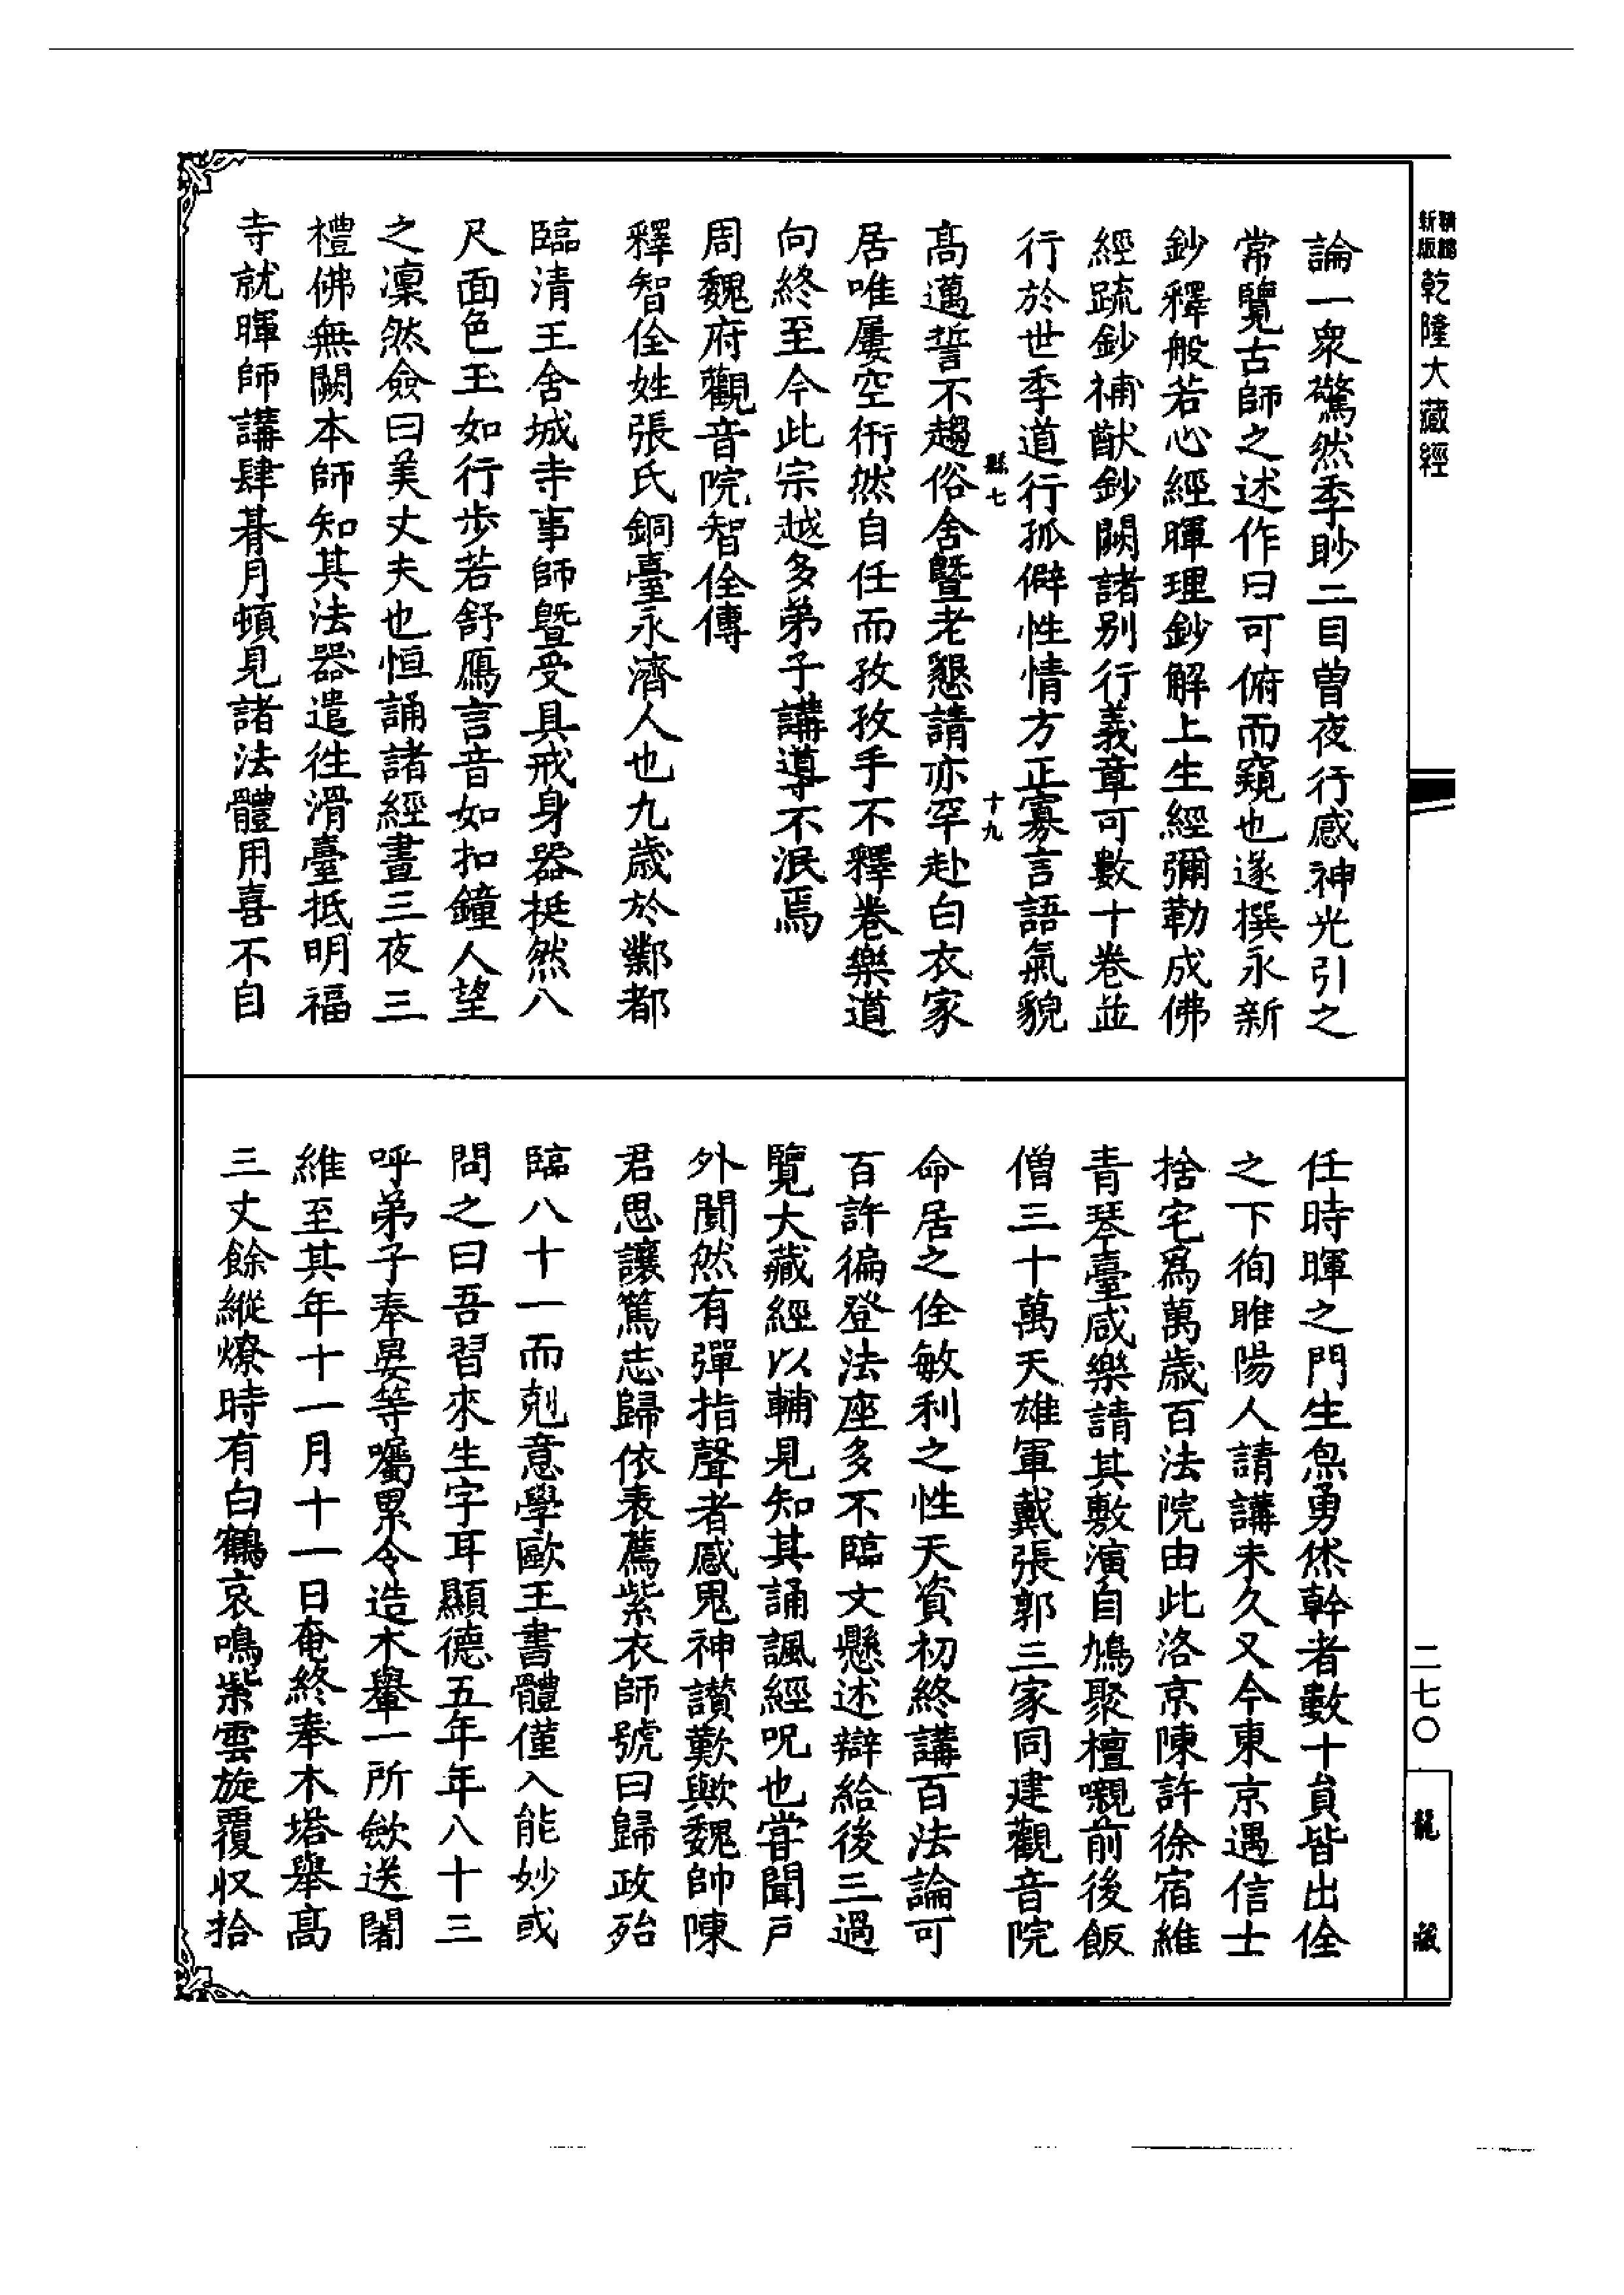 新版
精縮
乾隆大藏經
論一衆驚然季眇二目曽夜行感神光引之
常覽古師之述作曰可俯而窺也遂撰永新
鈔釋般若心經暉理鈔解上生經彌勒成佛
經疏鈔補猷鈔闕諸別行義章可數十卷並
行於世季道行孤僻性情方正寡言語氣貌
縣七
十九
高邁誓不趨俗舍暨老懇請亦罕赴白衣家
居唯屢空衎然自任而孜孜手不釋卷樂道
向終至今此宗越多弟子講導不泯焉
周魏府觀音院智佺傳
釋智佺姓張氏銅臺永濟人也九歲於鄴都
臨清王舍城寺事師暨受具戒身器挺然八
尺面色玉如行步若舒鴈言音如扣鐘人望
之凜然僉曰美丈夫也恒誦諸經晝三夜三
禮佛無闕本師知其法器遣往滑臺抵明福
寺就暉師講肆朞月頓見諸法體用喜不自
任時暉之門生炰勇烋幹者數十員皆出佺
之下徇睢陽人請講未久又今東京遇信士
捨宅爲萬歲百法院由此洛京陳許徐宿維
青琴臺咸樂請其敷演自鳩聚檀嚫前後飯
僧三十萬天雄軍戴張郭三家同建觀音院
命居之佺敏利之性天資初終講百法論可
百許徧登法座多不臨文懸述辯給後三過
覽大藏經以輔見知其誦諷經呪也嘗聞戶
外閴然有彈指聲者感鬼神讃歎歟魏帥陳
君思讓篤志歸依表薦紫衣師號曰歸政殆
臨八十一而剋意學歐王書體僅入能妙或
問之曰吾習來生字耳顯德五年年八十三
呼弟子奉晏等囑累令造木轝一所斂送闍
維至其年十一月十一日奄終奉木塔舉高
三丈餘縱燎時有白鶴哀鳴紫雲旋覆収拾
二七〇
龍
藏